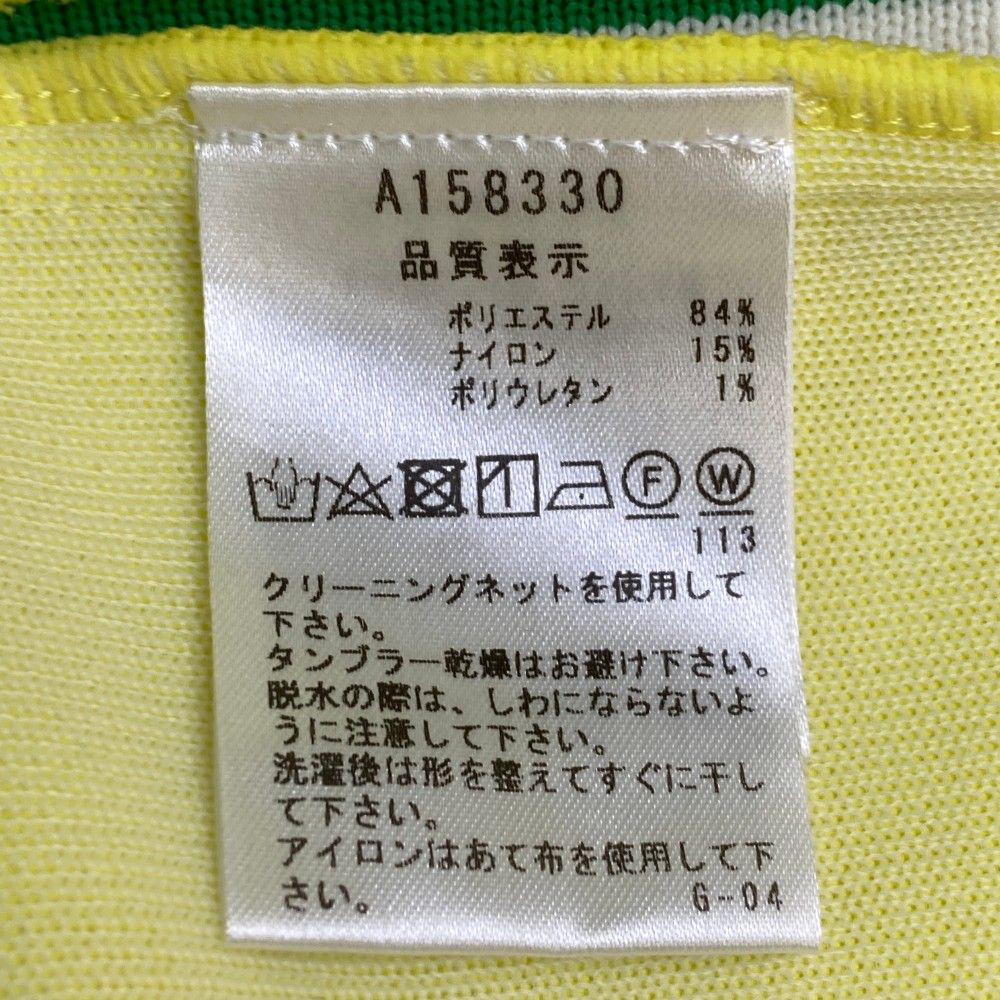 A158330
品質表示
ポリエステル 84%
ナイロン 15%
ポリウレタン 1%
F W
113
クリーニングネットを使用して
下さい。
タンブラー乾燥はお避け下さい。
脱水の際は、しわにならないよ
うに注意して下さい。
洗濯後は形を整えてすぐに干し
て下さい。
アイロンはあて布を使用して下
さい。 G-04